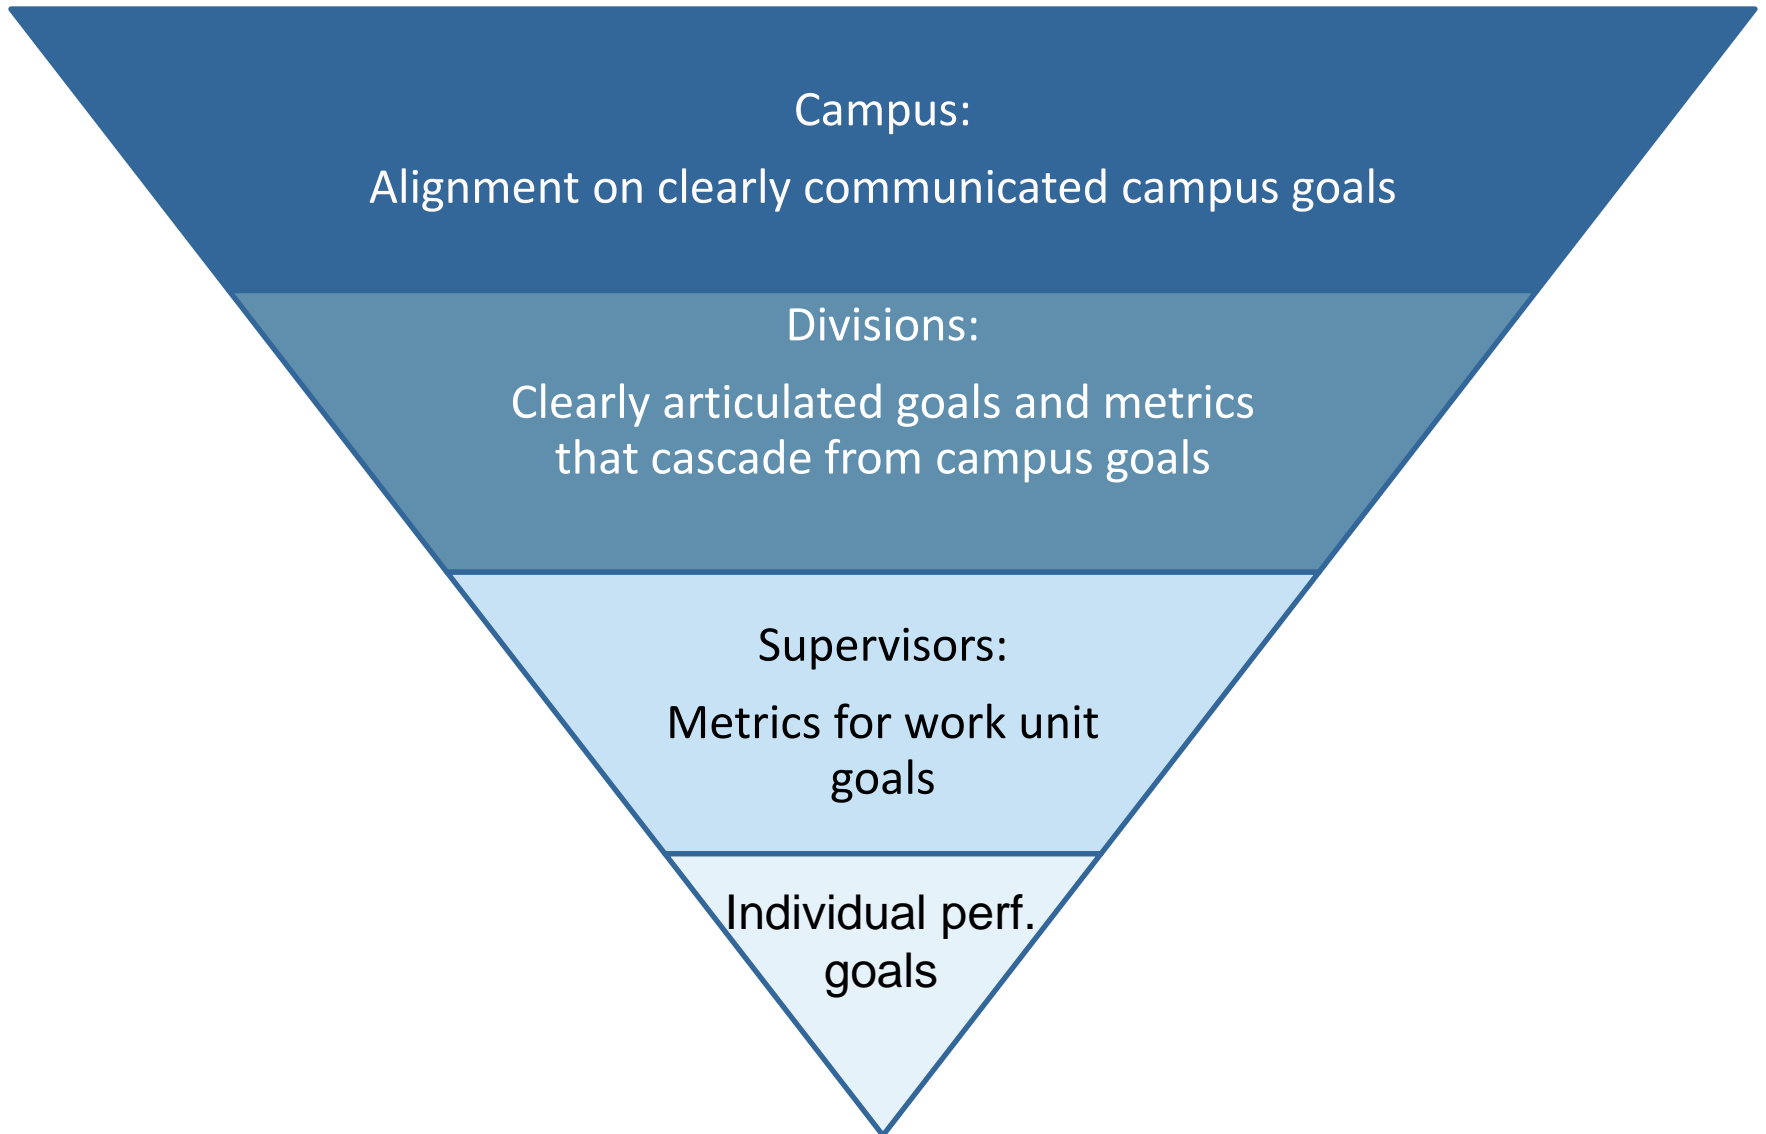 Campus:
Alignment on clearly communicated campus goals
Divisions:
Clearly articulated goals and metrics
that cascade from campus goals
Supervisors:
Metrics for work unit
goals
Individual perf.
goals